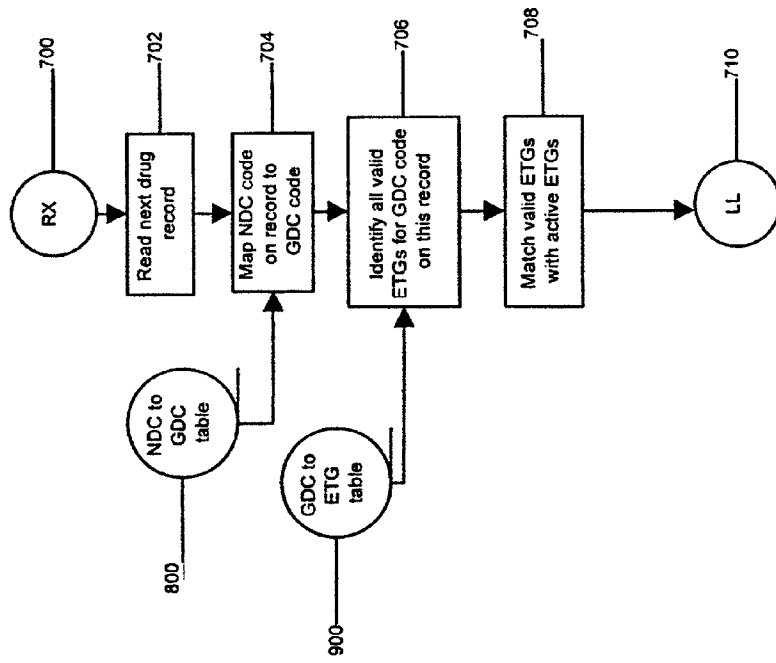 RX
700
Read next drug
record
702
Map NDC code
on record to
GDC code
704
NDC to
GDC
table
800
Identify all valid
ETGs for GDC code
on this record
706
GDC to
ETG
table
900
Match valid ETGs
with active ETGs
708
LL
710